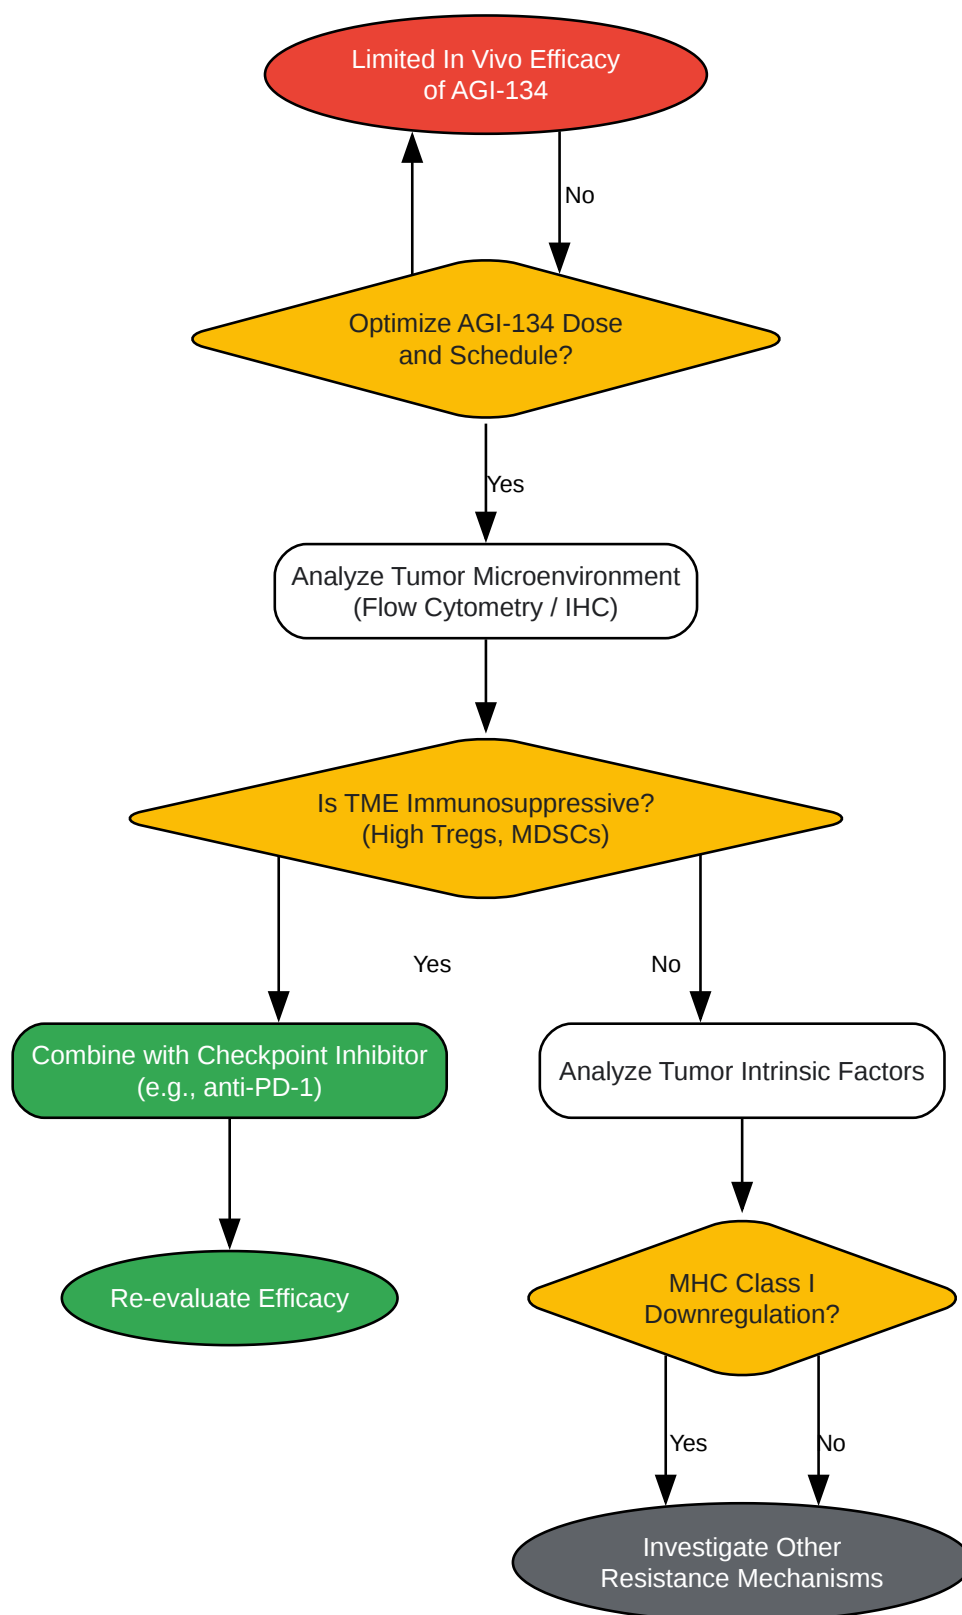 Limited In Vivo Efficacy
of AGI-134
No
Optimize AGI-134 Dose
and Schedule?
Yes
Analyze Tumor Microenvironment
(Flow Cytometry / IHC)
Is TME Immunosuppressive?
(High Tregs, MDSCs)
Yes
No
Combine with Checkpoint Inhibitor
(e.g., anti-PD-1)
Analyze Tumor Intrinsic Factors
Re-evaluate Efficacy
MHC Class I
Downregulation?
Yes
No
Investigate Other
Resistance Mechanisms